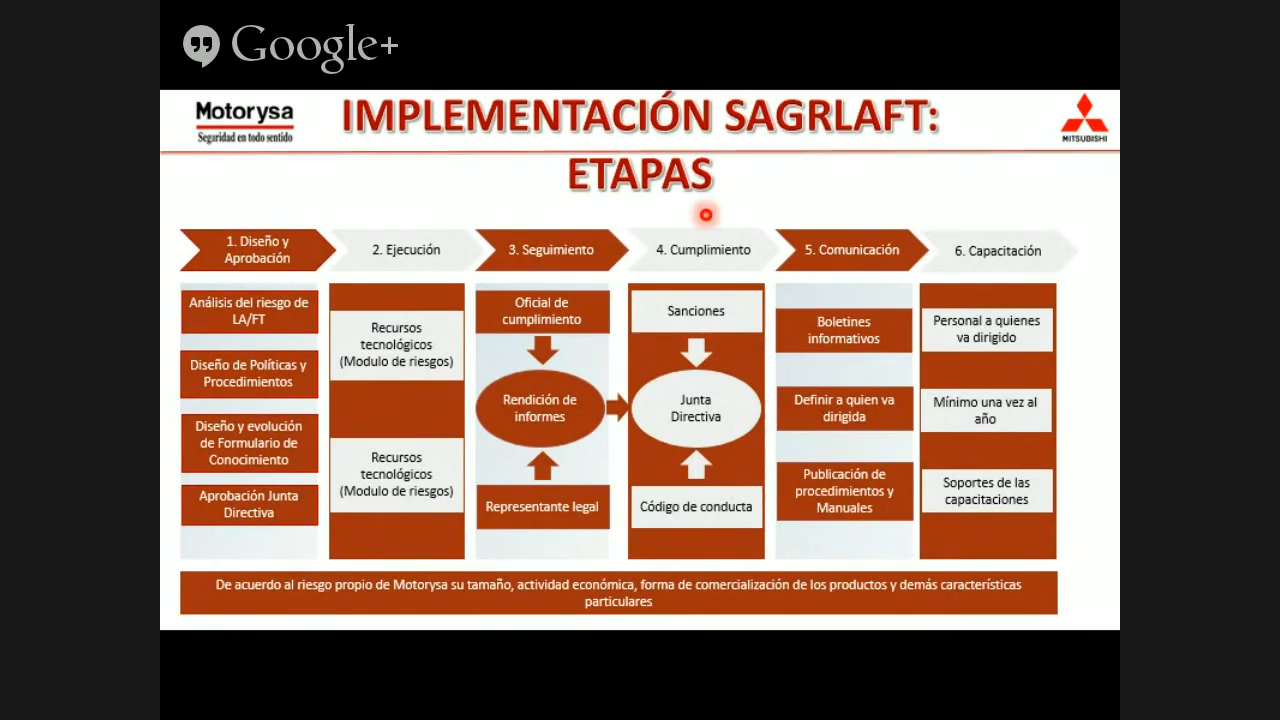 Google+
Motorysa
Seguridad en todo sentido
IMPLEMENTACIÓN SAGRLAFT:
ETAPAS
MITSUBISHI
1. Diseño y
Aprobación
2. Ejecución
3. Seguimiento
4. Cumplimiento
5. Comunicación
6. Capacitación
Análisis del riesgo de
LA/FT
Diseño de Políticas y
Procedimientos
Diseño y evolución
de Formulario de
Conocimiento
Aprobación Junta
Directiva
Recursos
tecnológicos
(Modulo de riesgos)
Recursos
tecnológicos
(Modulo de riesgos)
Oficial de
cumplimiento
Rendición de
informes
Representante legal
Sanciones
Junta
Directiva
Código de conducta
Boletines
informativos
Definir a quien va
dirigida
Publicación de
procedimientos y
Manuales
Personal a quienes
va dirigido
Mínimo una vez al
año
Soportes de las
capacitaciones
De acuerdo al riesgo propio de Motorysa su tamaño, actividad económica, forma de comercialización de los productos y demás características
particulares